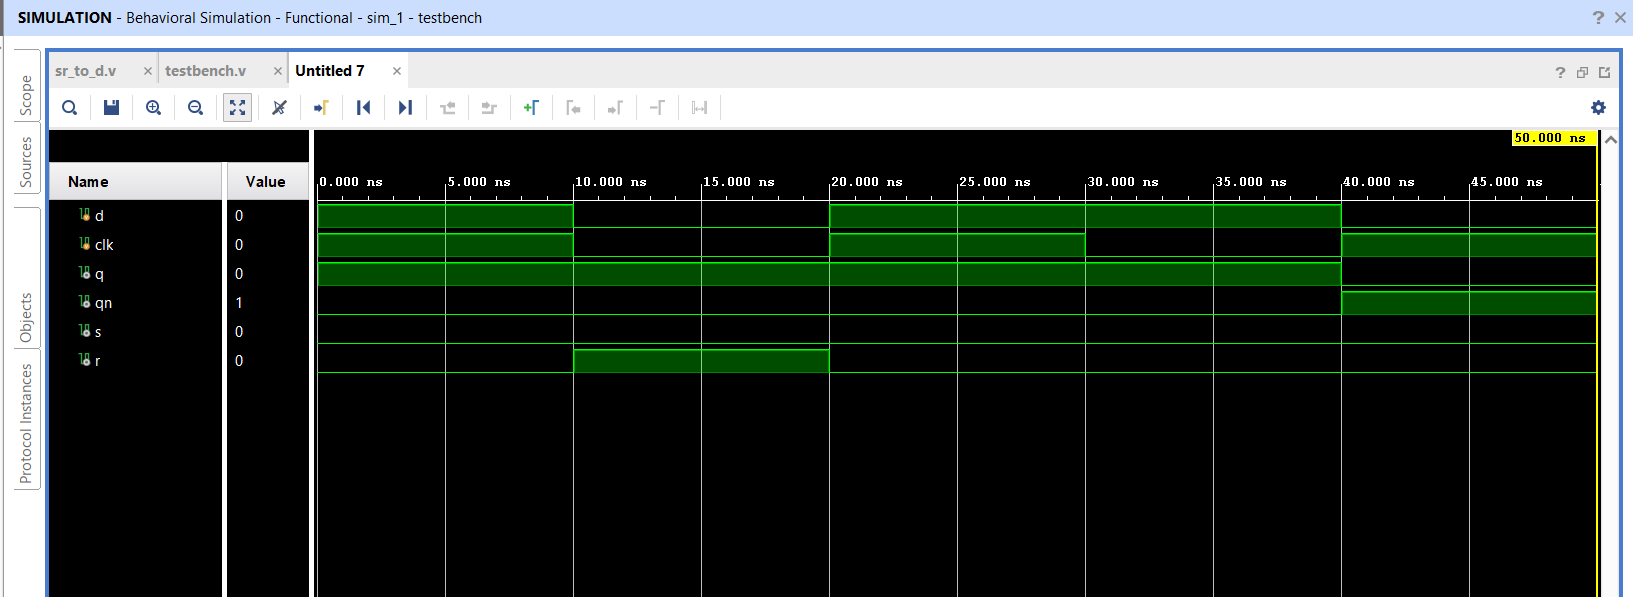 SIMULATION - Behavioral Simulation - Functional - sim_1 - testbench
? ×
Scope
Sources
Objects
Protocol Instances
sr_to_d.v × testbench.v × Untitled 7 ×
?
50.000 ns
Name Value
0.000 ns 5.000 ns 10.000 ns 15.000 ns 20.000 ns 25.000 ns 30.000 ns 35.000 ns 40.000 ns 45.000 ns
d 0
clk 0
q 0
qn 1
s 0
r 0